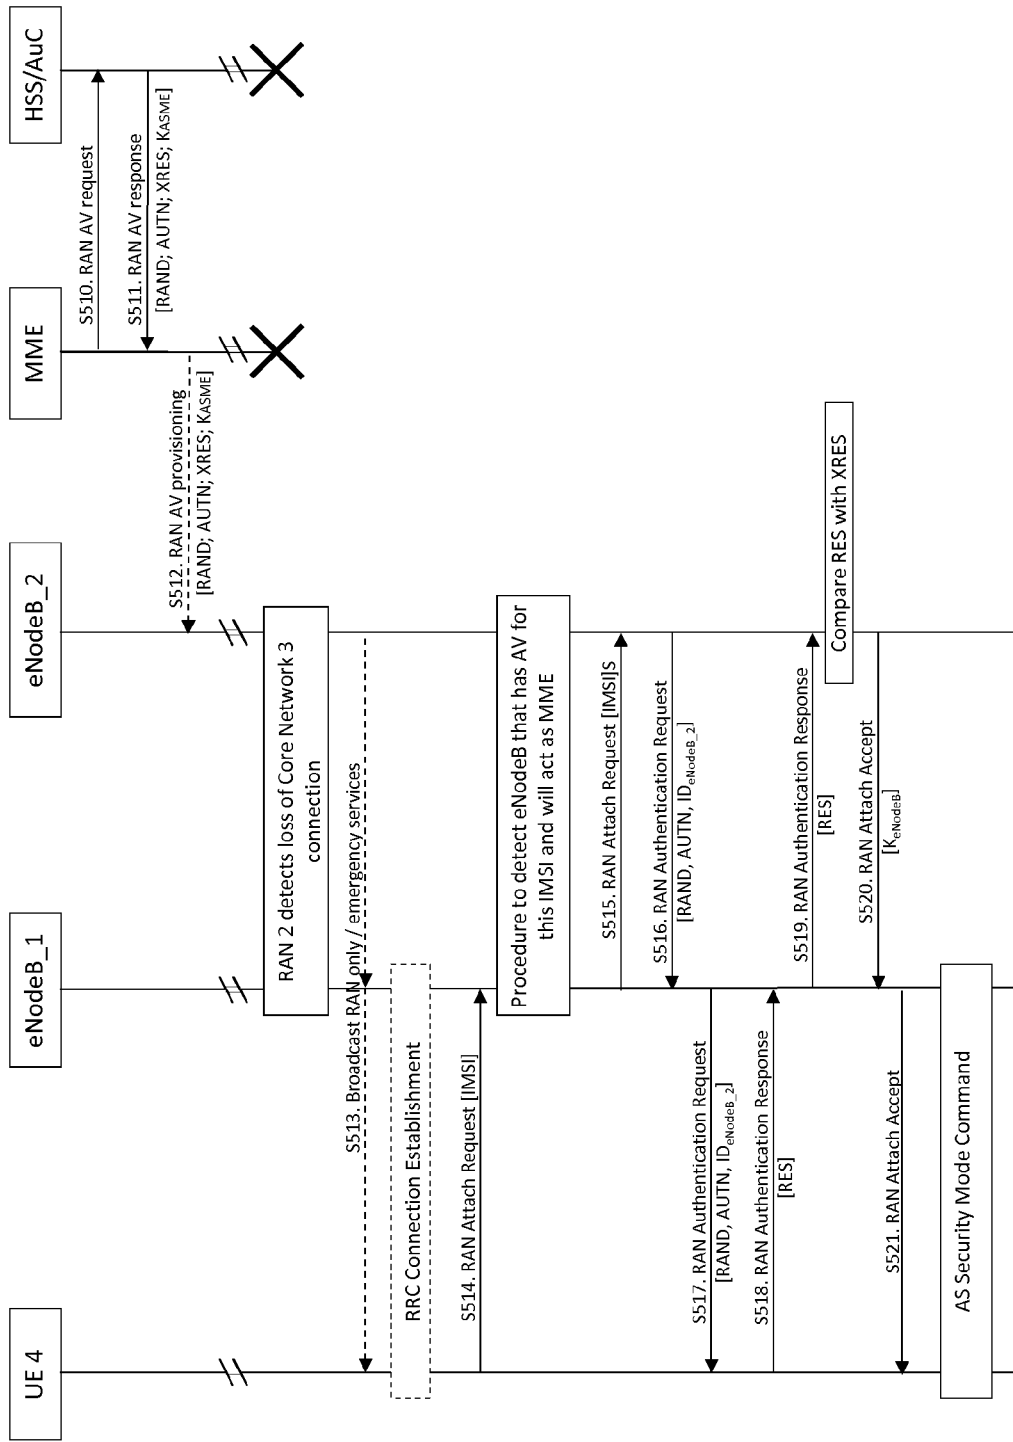 UE 4
eNodeB_1
eNodeB_2
MME
HSS/AuC
S510. RAN AV request
S511. RAN AV response
[RAND; AUTN; XRES; KASME]
S512. RAN AV provisioning
[RAND; AUTN; XRES; KASME]
RAN 2 detects loss of Core Network 3
connection
S513. Broadcast RAN only / emergency services
RRC Connection Establishment
S514. RAN Attach Request [IMSI]
Procedure to detect eNodeB that has AV for
this IMSI and will act as MME
S515. RAN Attach Request [IMSI]S
S516. RAN Authentication Request
[RAND, AUTN, IDeNodeB_2]
S517. RAN Authentication Request
[RAND, AUTN, IDeNodeB_2]
S518. RAN Authentication Response
[RES]
S519. RAN Authentication Response
[RES]
Compare RES with XRES
S520. RAN Attach Accept
[KeNodeB]
S521. RAN Attach Accept
AS Security Mode Command